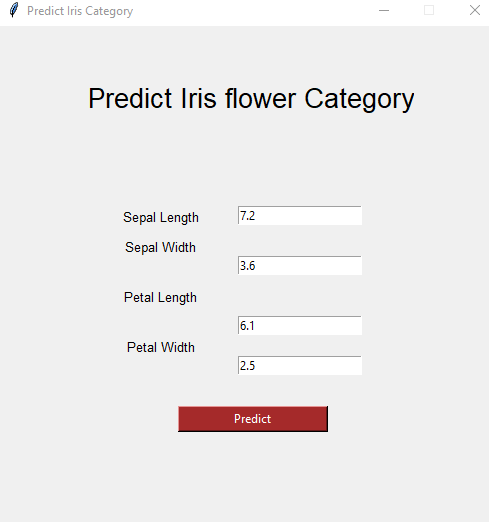 Predict Iris Category
Predict Iris flower Category
Sepal Length
7.2
Sepal Width
3.6
Petal Length
6.1
Petal Width
2.5
Predict